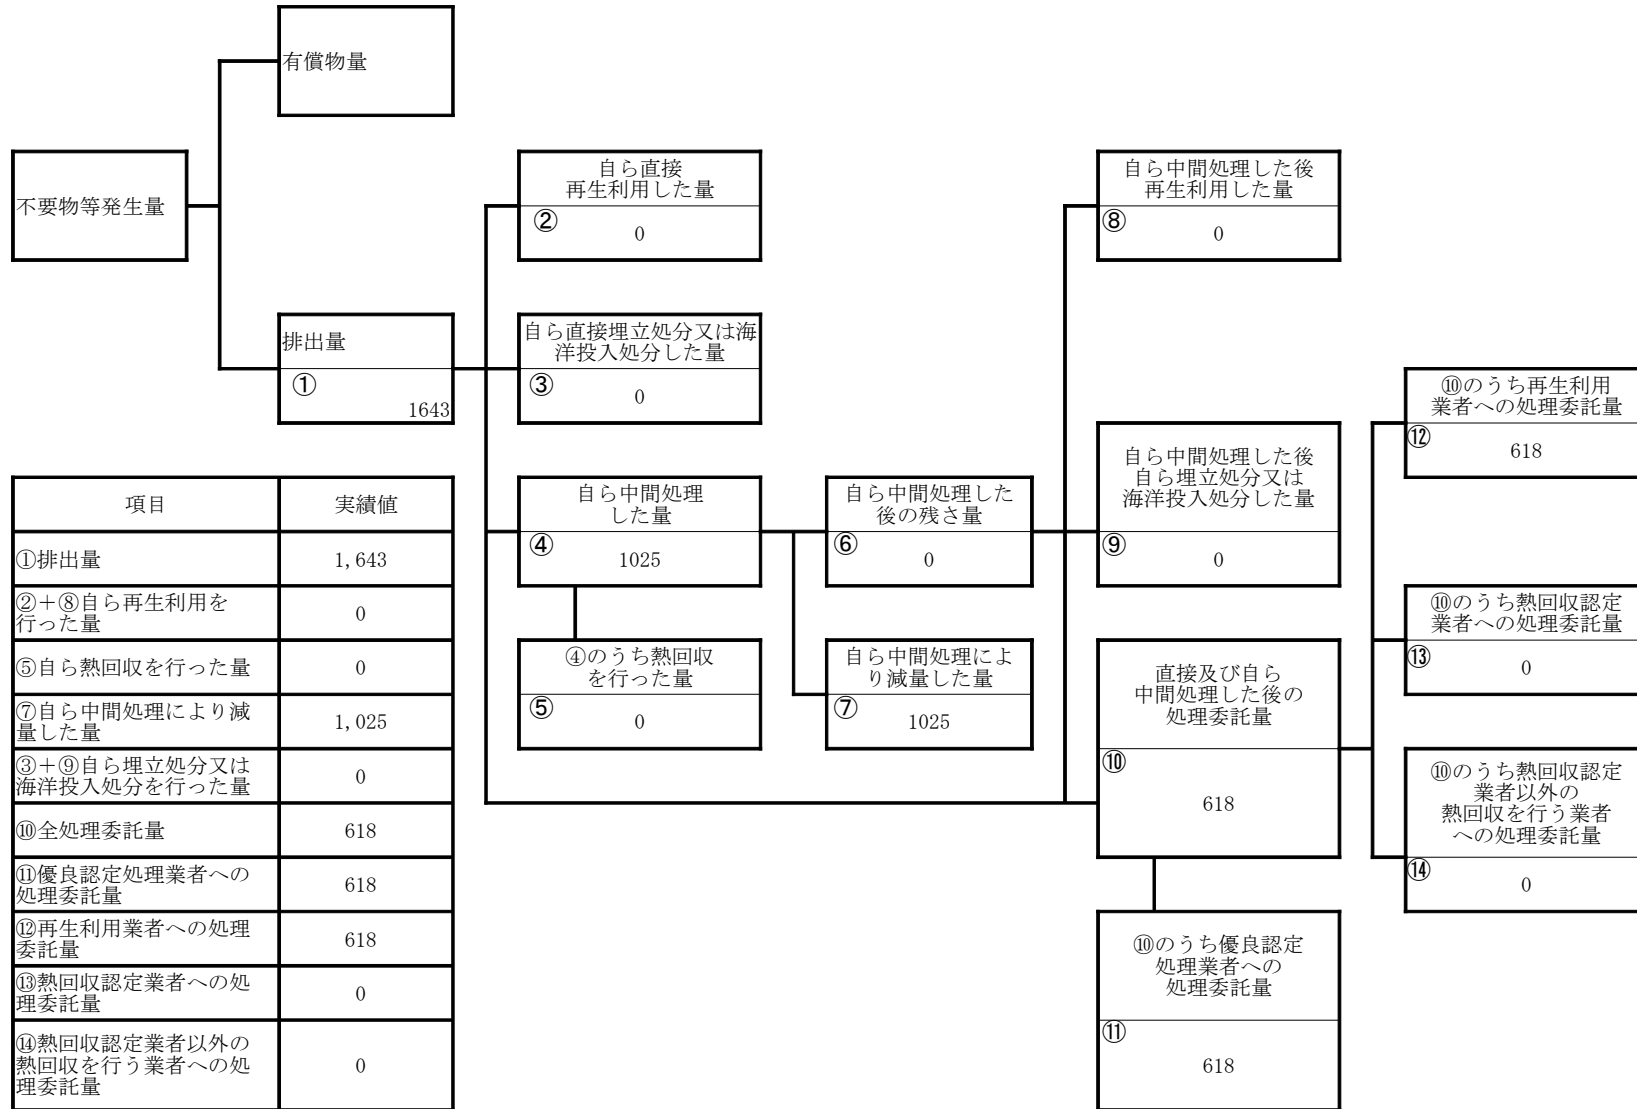 有償物量
不要物等発生量
自ら直接
再生利用した量
②
0
自ら中間処理した後
再生利用した量
⑧
0
排出量
①
1643
自ら直接埋立処分又は海
洋投入処分した量
③
0
⑩のうち再生利用
業者への処理委託量
⑫
618
自ら中間処理
した量
④
1025
自ら中間処理した
後の残さ量
⑥
0
自ら中間処理した後
自ら埋立処分又は
海洋投入処分した量
⑨
0
④のうち熱回収
を行った量
⑤
0
自ら中間処理によ
り減量した量
⑦
1025
直接及び自ら
中間処理した後の
処理委託量
⑩
618
⑩のうち熱回収認定
業者への処理委託量
⑬
0
⑩のうち熱回収認定
業者以外の
熱回収を行う業者
への処理委託量
⑭
0
⑩のうち優良認定
処理業者への
処理委託量
⑪
618
項目 実績値
①排出量 1,643
②＋⑧自ら再生利用を
行った量 0
⑤自ら熱回収を行った量 0
⑦自ら中間処理により減
量した量 1,025
③＋⑨自ら埋立処分又は
海洋投入処分を行った量 0
⑩全処理委託量 618
⑪優良認定処理業者への
処理委託量 618
⑫再生利用業者への処理
委託量 618
⑬熱回収認定業者への処
理委託量 0
⑭熱回収認定業者以外の
熱回収を行う業者への処
理委託量 0